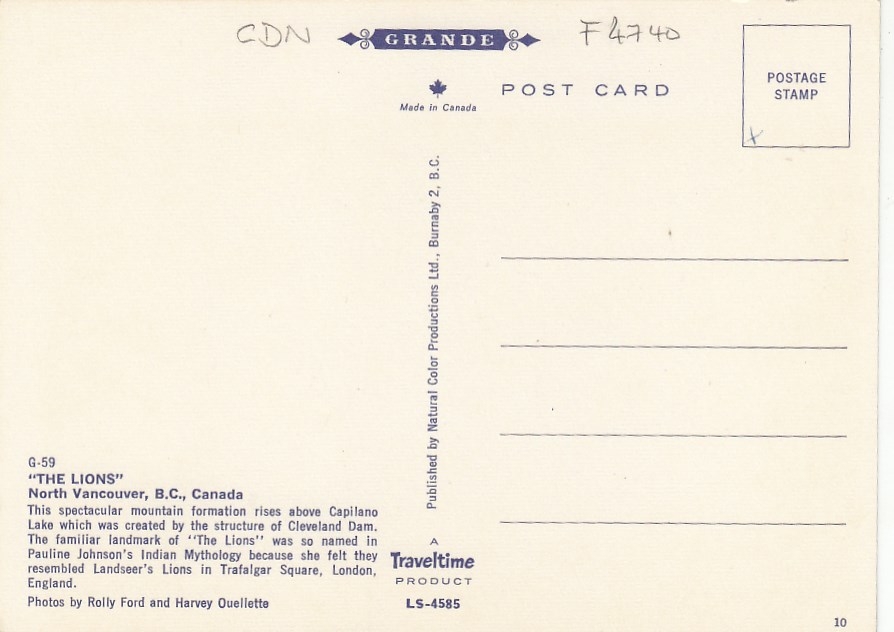 CDN
GRANDE
F4740
Made in Canada
POST CARD
POSTAGE
STAMP
x
Published by Natural Color Productions Ltd., Burnaby 2, B.C.
G-59
"THE LIONS"
North Vancouver, B.C., Canada
This spectacular mountain formation rises above Capilano
Lake which was created by the structure of Cleveland Dam.
The familiar landmark of "The Lions" was so named in
Pauline Johnson's Indian Mythology because she felt they
resembled Landseer's Lions in Trafalgar Square, London,
England.
Photos by Rolly Ford and Harvey Ouellette
A
Traveltime
PRODUCT
LS-4585
10